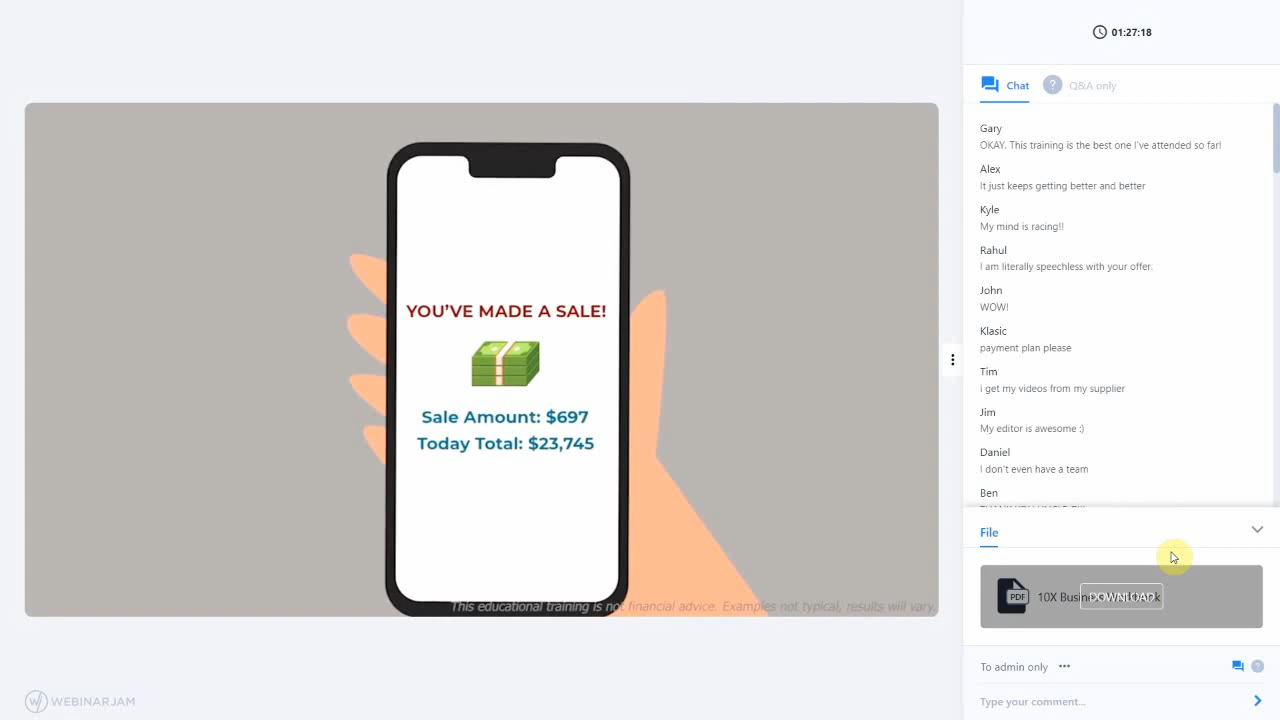 01:27:18
Chat
Q&A only
Gary
OKAY. This training is the best one I've attended so far!
Alex
It just keeps getting better and better
Kyle
My mind is racing!!
Rahul
I am literally speechless with your offer.
John
WOW!
Klasic
payment plan please
Tim
i get my videos from my supplier
Jim
My editor is awesome :)
Daniel
I don't even have a team
Ben
YOU'VE MADE A SALE!
Sale Amount: $697
Today Total: $23,745
This educational training is not financial advice. Examples not typical, results will vary.
File
PDF
10X
DOWNLOAD
To admin only
Type your comment...
WEBINARJAM